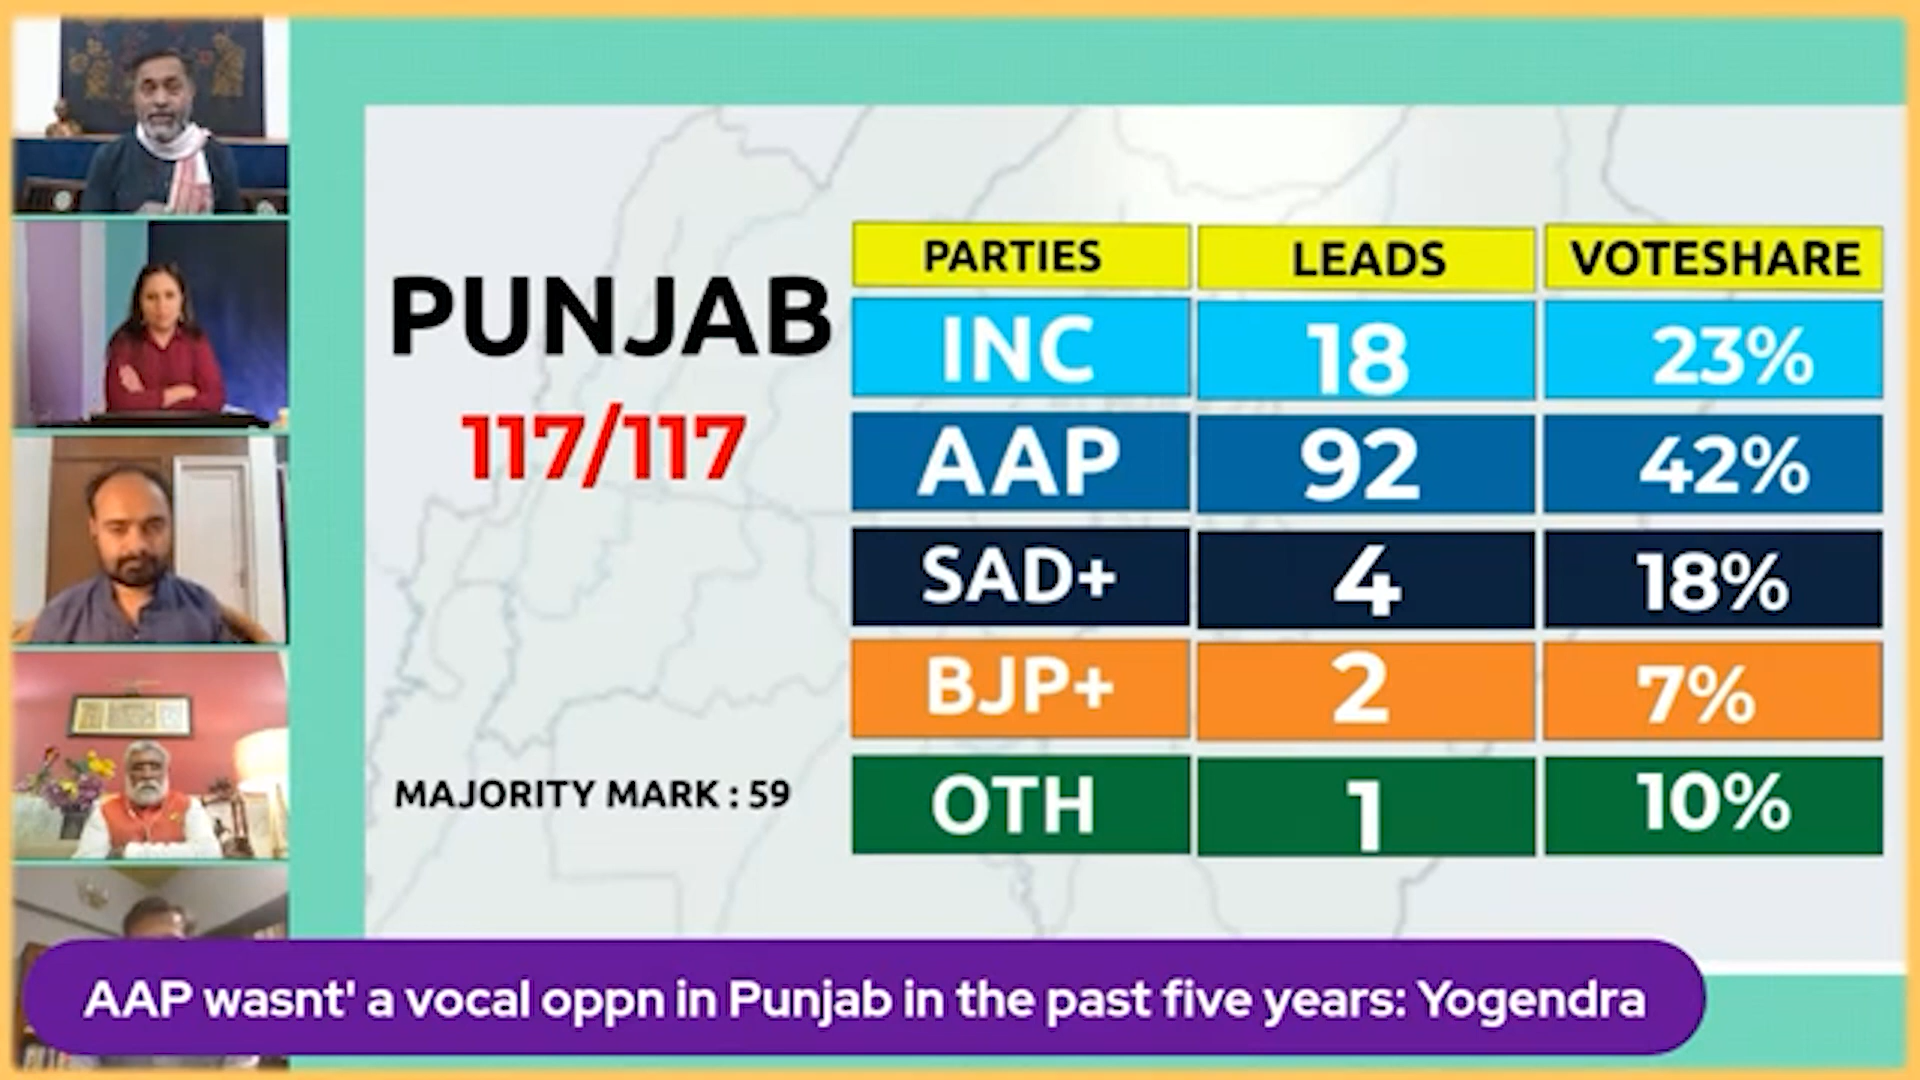 PUNJAB
117/117
MAJORITY MARK : 59
PARTIES LEADS VOTESHARE
INC 18 23%
AAP 92 42%
SAD+ 4 18%
BJP+ 2 7%
OTH 1 10%
AAP wasnt' a vocal oppn in Punjab in the past five years: Yogendra